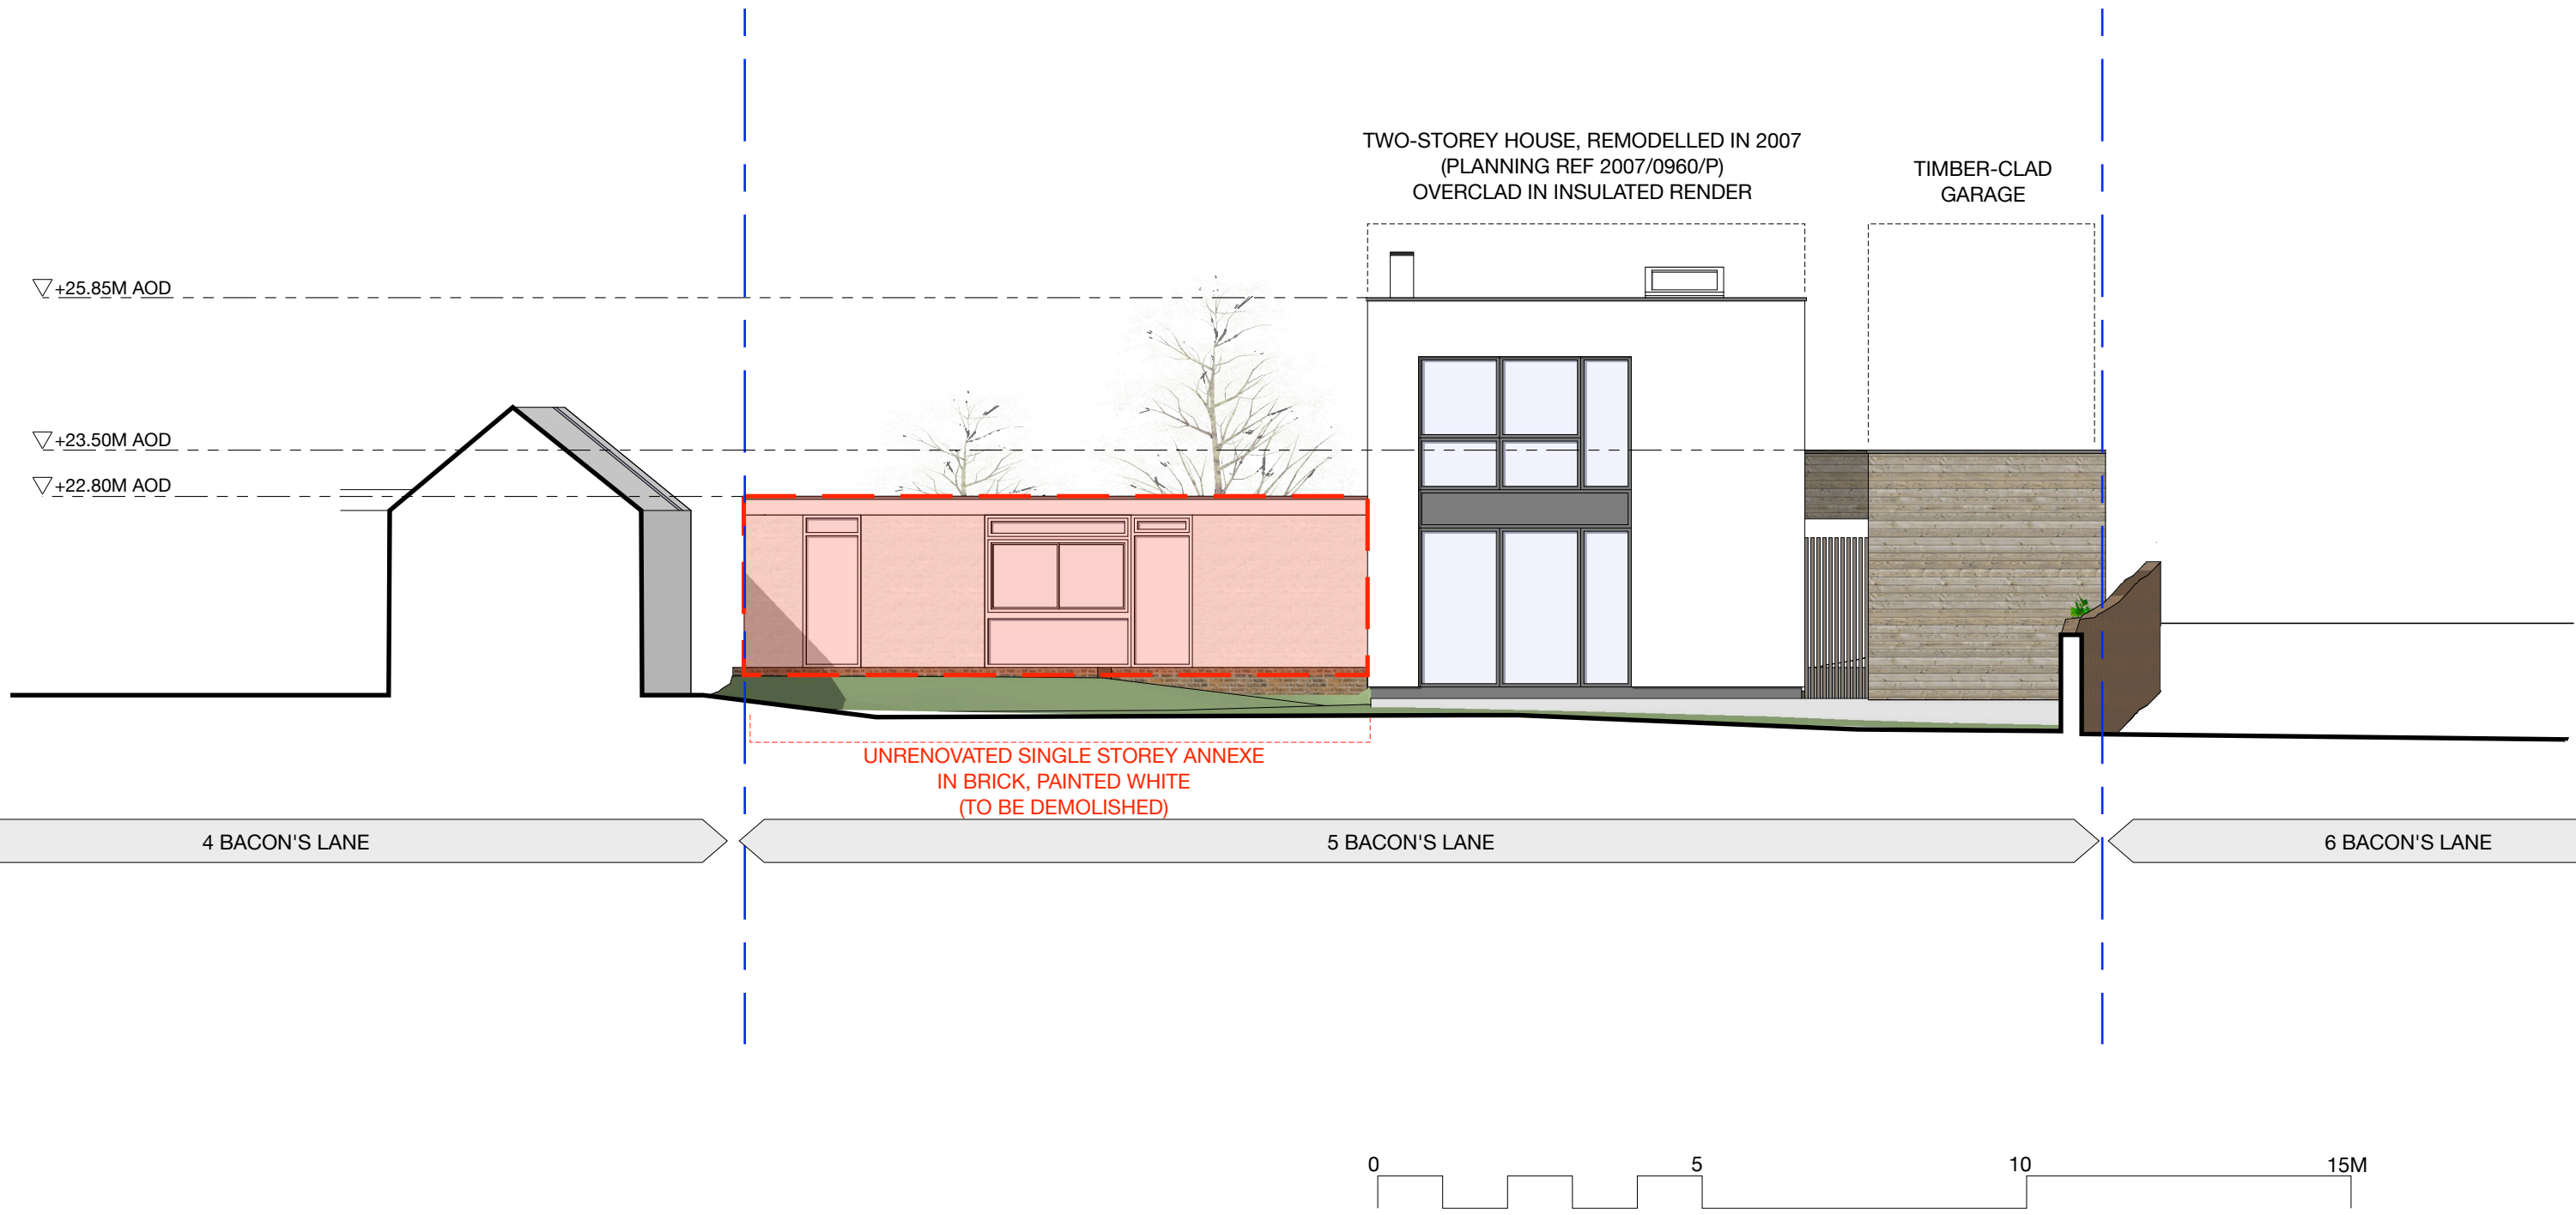 TWO-STOREY HOUSE, REMODELLED IN 2007
(PLANNING REF 2007/0960/P)
OVERCLAD IN INSULATED RENDER
TIMBER-CLAD
GARAGE
+25.85M AOD
+23.50M AOD
+22.80M AOD
UNRENOVATED SINGLE STOREY ANNEXE
IN BRICK, PAINTED WHITE
(TO BE DEMOLISHED)
4 BACON'S LANE
5 BACON'S LANE
6 BACON'S LANE
0 5 10 15M